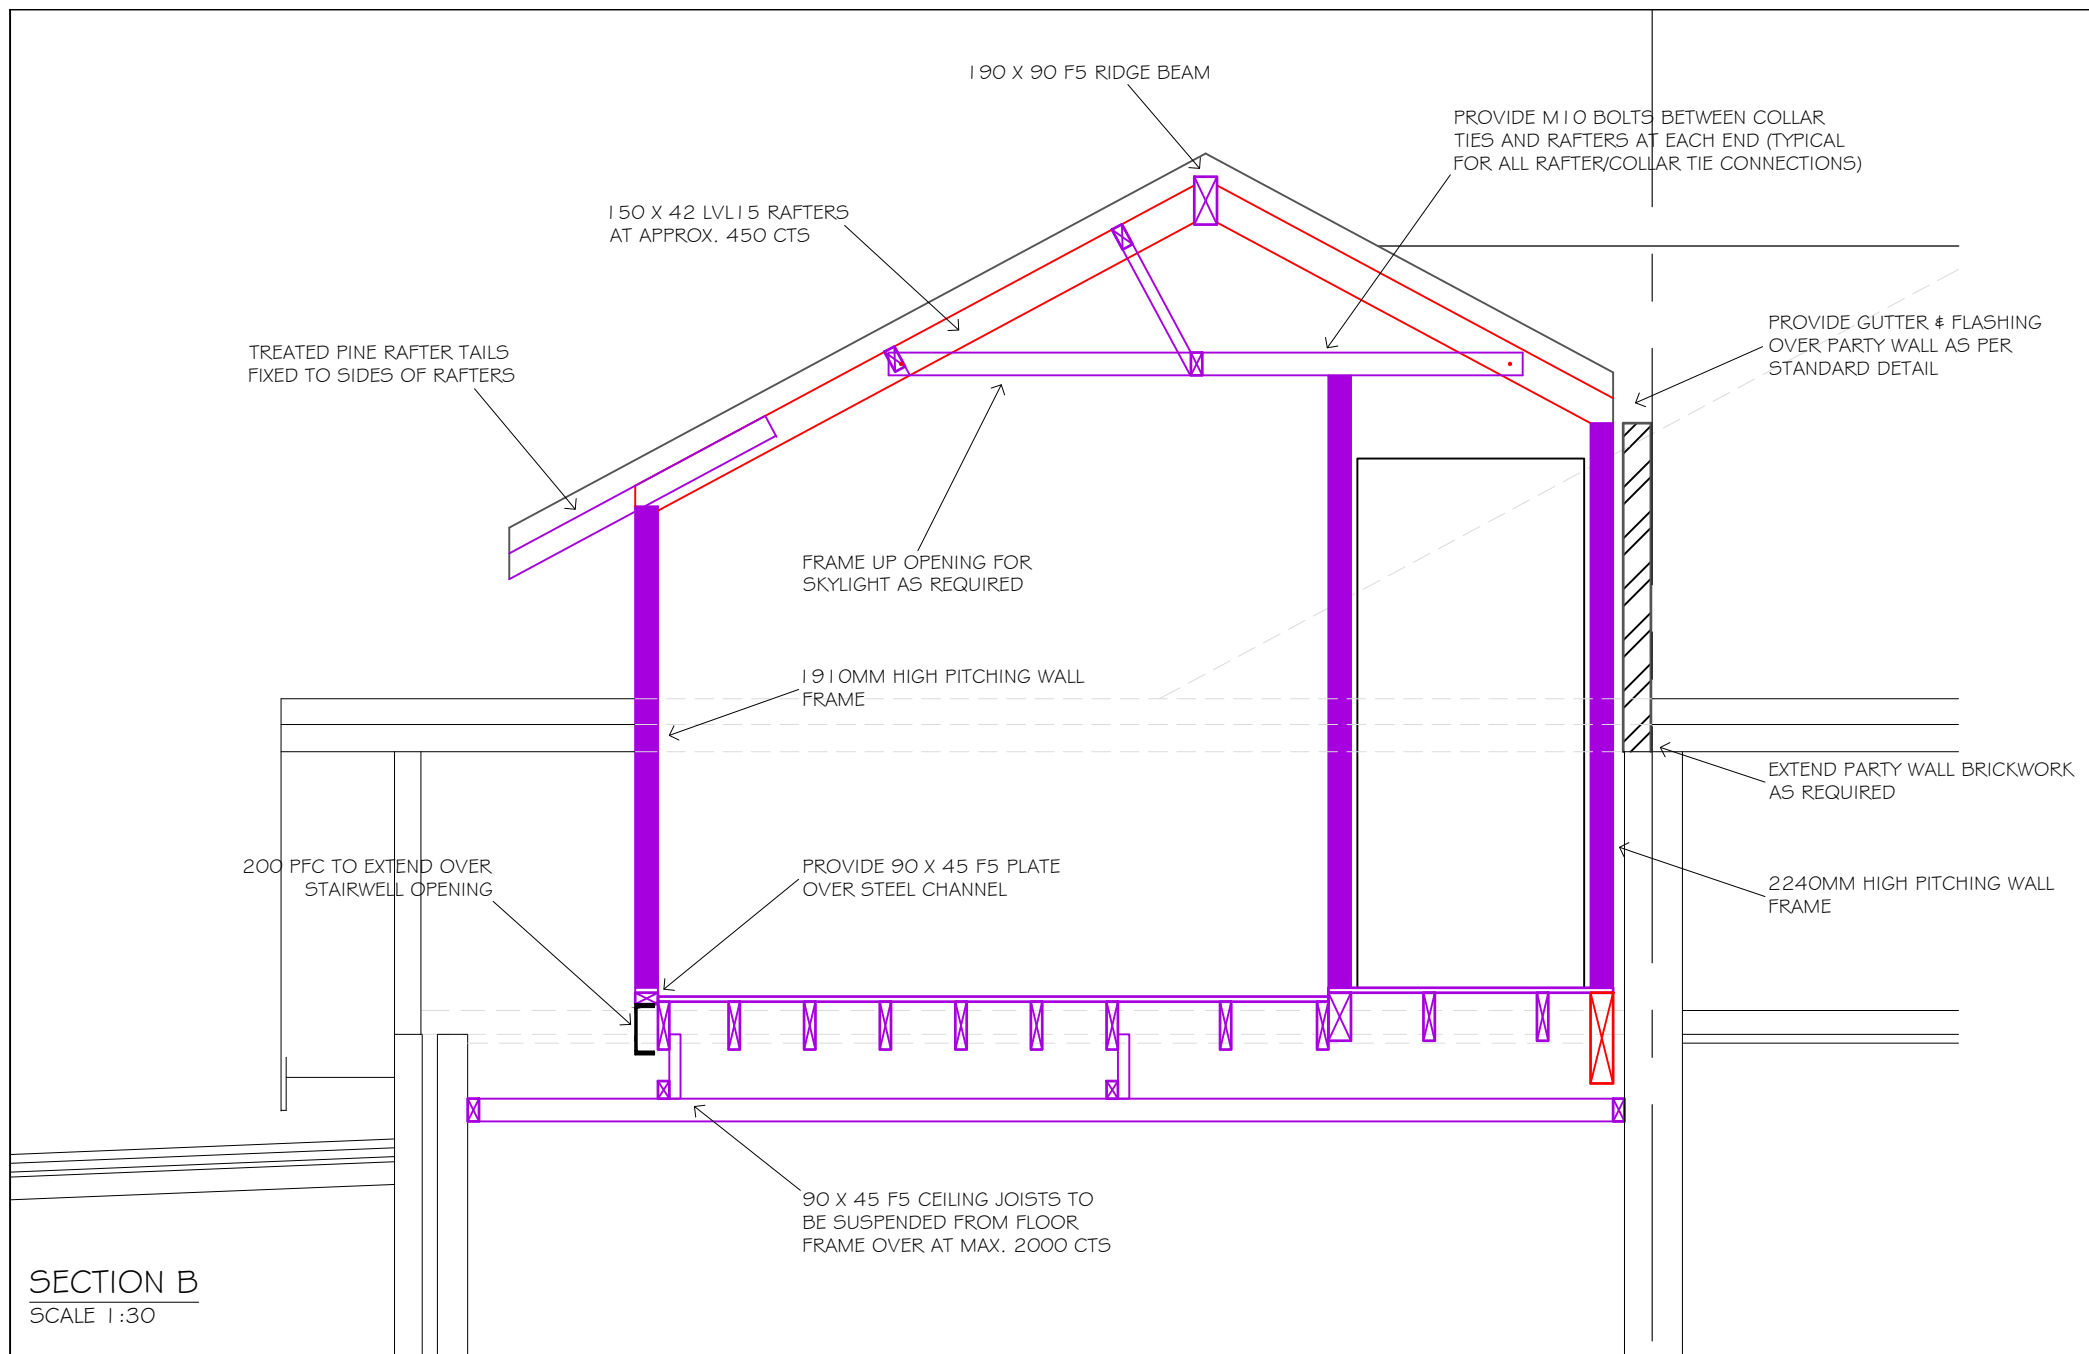 190 X 90 F5 RIDGE BEAM
PROVIDE M10 BOLTS BETWEEN COLLAR
TIES AND RAFTERS AT EACH END (TYPICAL
FOR ALL RAFTER/COLLAR TIE CONNECTIONS)
150 X 42 LVL15 RAFTERS
AT APPROX. 450 CTS
PROVIDE GUTTER & FLASHING
OVER PARTY WALL AS PER
STANDARD DETAIL
TREATED PINE RAFTER TAILS
FIXED TO SIDES OF RAFTERS
FRAME UP OPENING FOR
SKYLIGHT AS REQUIRED
1910MM HIGH PITCHING WALL
FRAME
EXTEND PARTY WALL BRICKWORK
AS REQUIRED
200 PFC TO EXTEND OVER
STAIRWELL OPENING
PROVIDE 90 X 45 F5 PLATE
OVER STEEL CHANNEL
2240MM HIGH PITCHING WALL
FRAME
90 X 45 F5 CEILING JOISTS TO
BE SUSPENDED FROM FLOOR
FRAME OVER AT MAX. 2000 CTS
SECTION B
SCALE 1:30